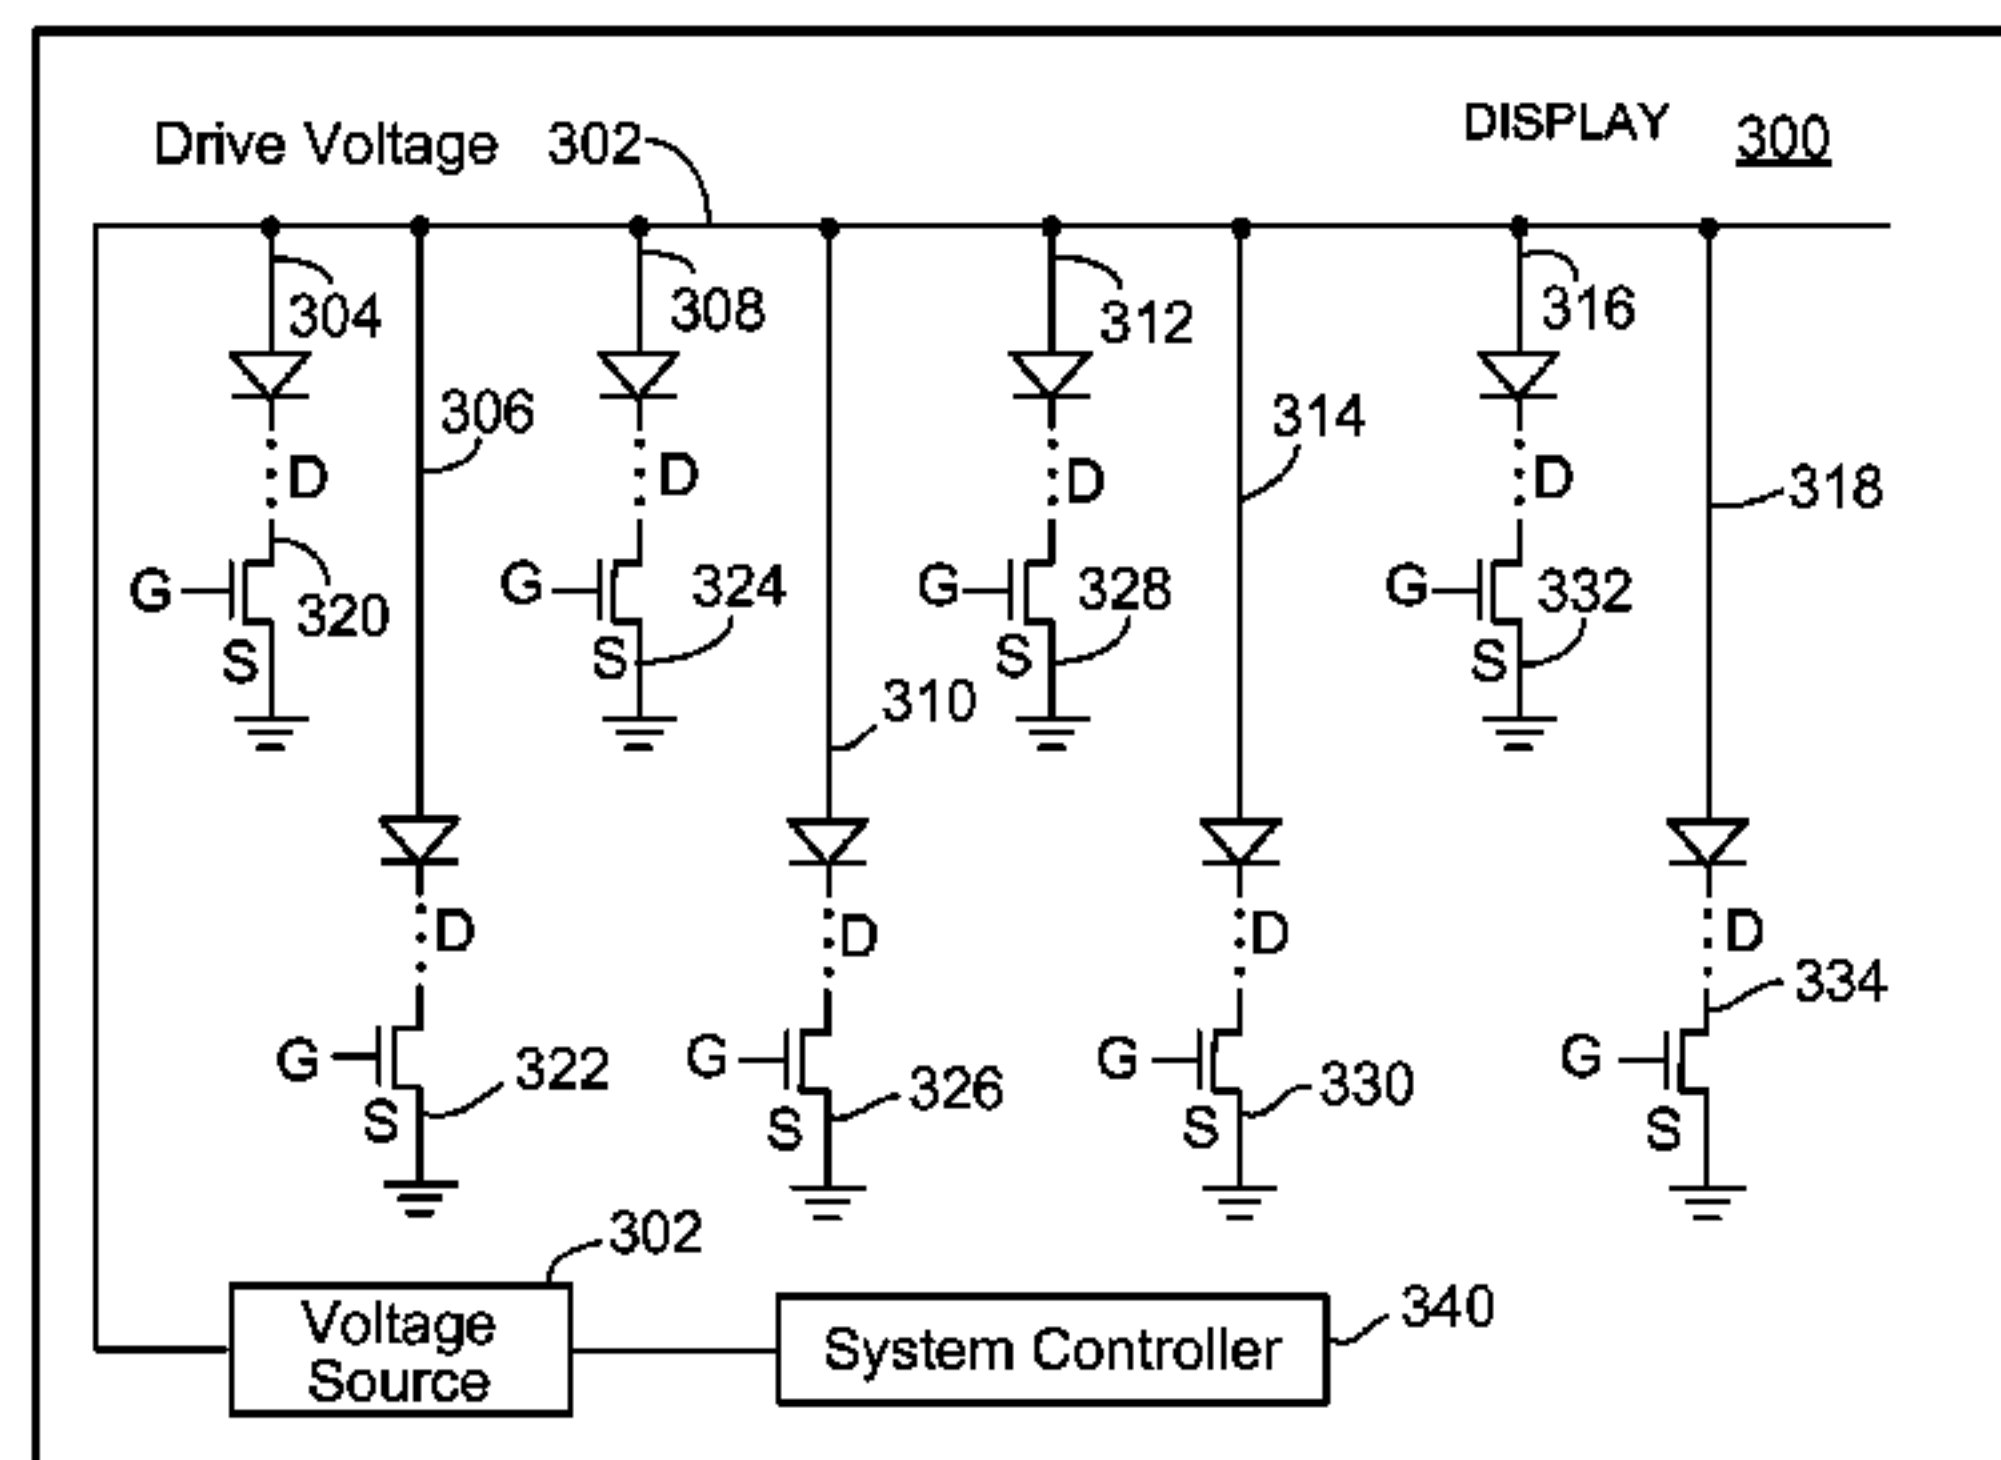 DISPLAY 300
Drive Voltage 302
304
308
312
316
306
314
318
D
D
D
D
G
320
S
G
324
S
G
328
S
G
332
S
310
D
D
D
D
334
G
322
S
G
326
S
G
330
S
G
S
302
Voltage
Source
System Controller
340